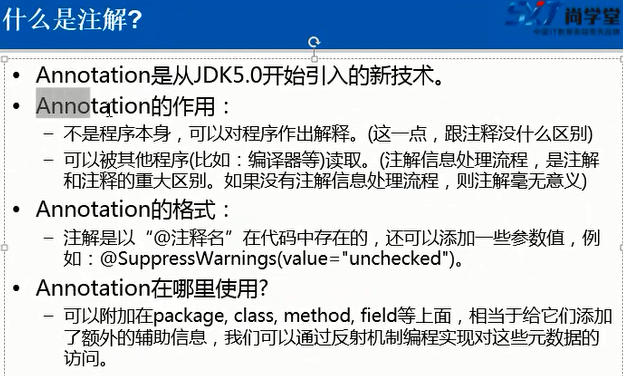 什么是注解?
SXT 尚学堂
• Annotation是从JDK5.0开始引入的新技术。
• Annotation的作用：
– 不是程序本身，可以对程序作出解释。(这一点，跟注释没什么区别)
– 可以被其他程序(比如：编译器等)读取。(注解信息处理流程，是注解
和注释的重大区别。如果没有注解信息处理流程，则注解毫无意义)
• Annotation的格式：
– 注解是以“@注释名”在代码中存在的，还可以添加一些参数值，例
如：@SuppressWarnings(value="unchecked")。
• Annotation在哪里使用?
– 可以附加在package, class, method, field等上面，相当于给它们添加
了额外的辅助信息，我们可以通过反射机制编程实现对这些元数据的
访问。